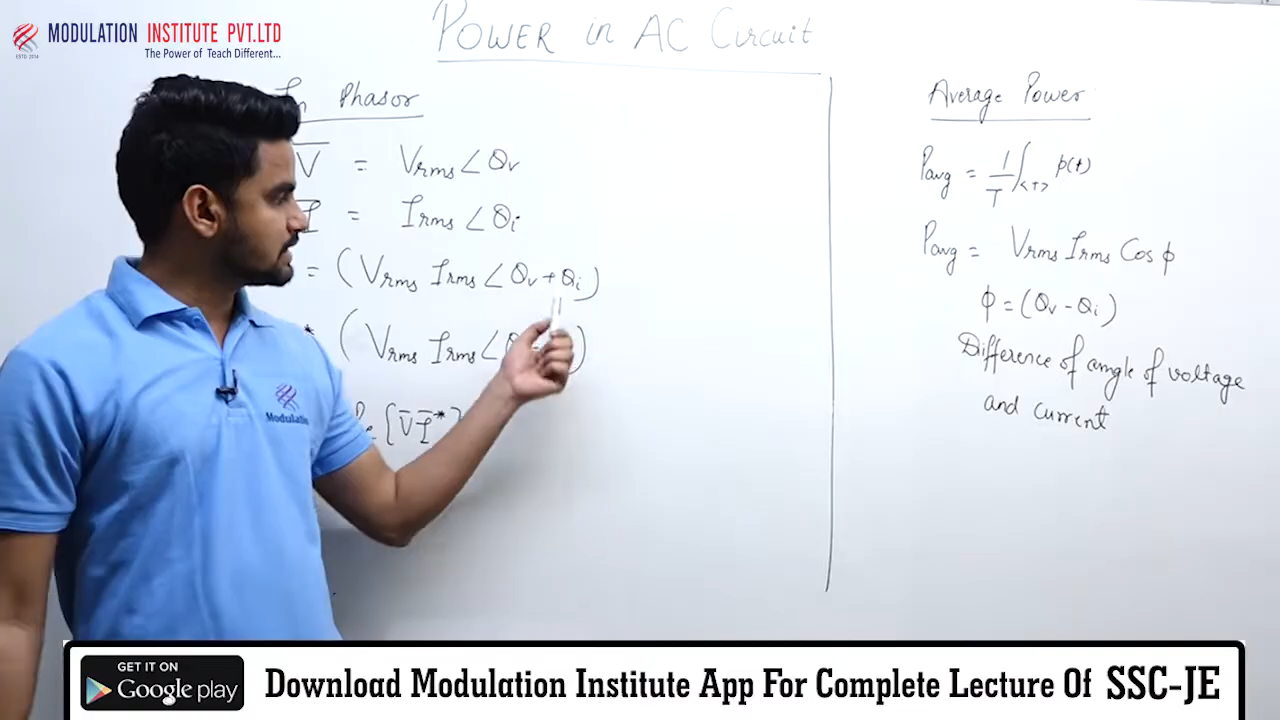 MODULATION INSTITUTE PVT.LTD
The Power of Teach Different...
ESTD. 2014
POWER in AC Circuit
In Phasor
V̅ = Vrms∠θv
I̅ = Irms∠θi
= (Vrms Irms∠θv+θi)
* (Vrms Irms∠θ )
[V̅ I̅*]
Average Power
Pavg = 1/T ∫<T> p(t)
Pavg = Vrms Irms Cos ϕ
ϕ = (θv - θi)
Difference of angle of voltage
and current
Modulation
GET IT ON
Google play
Download Modulation Institute App For Complete Lecture Of SSC-JE